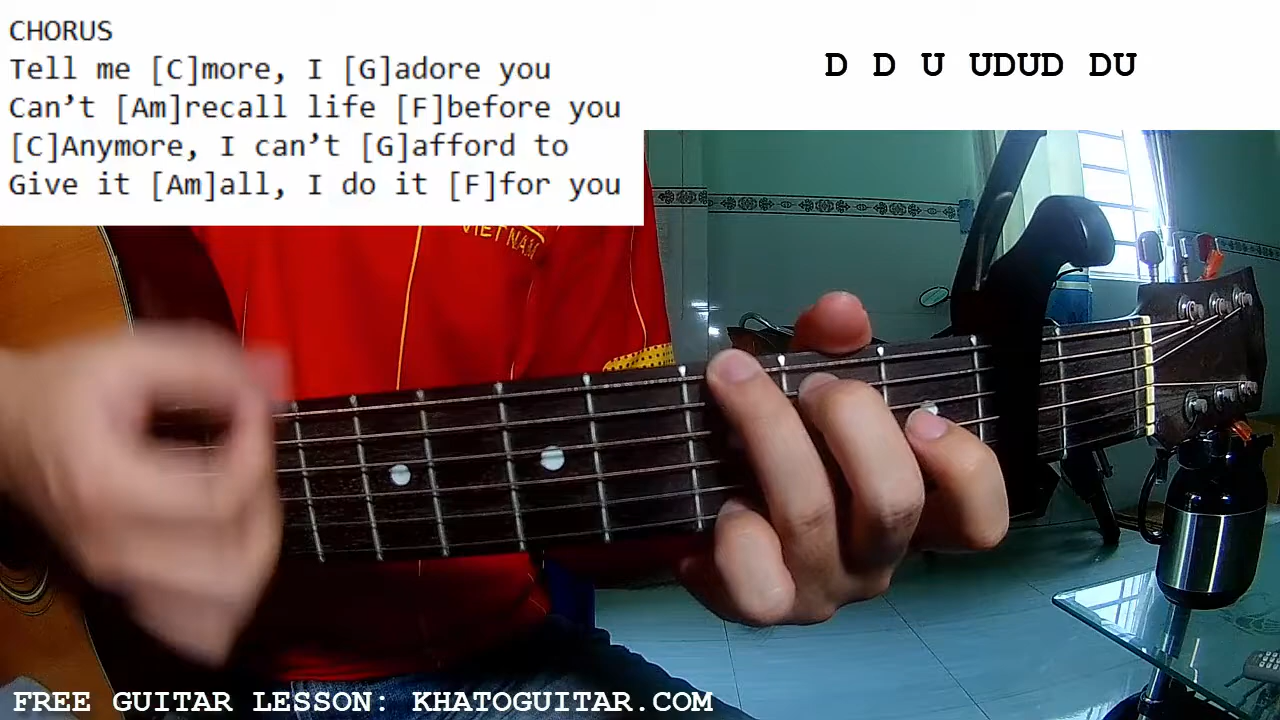 CHORUS
Tell me [C]more, I [G]adore you
Can’t [Am]recall life [F]before you
[C]Anymore, I can’t [G]afford to
Give it [Am]all, I do it [F]for you
D D U UDUD DU
VIETNAM
FREE GUITAR LESSON: KHATOGUITAR.COM